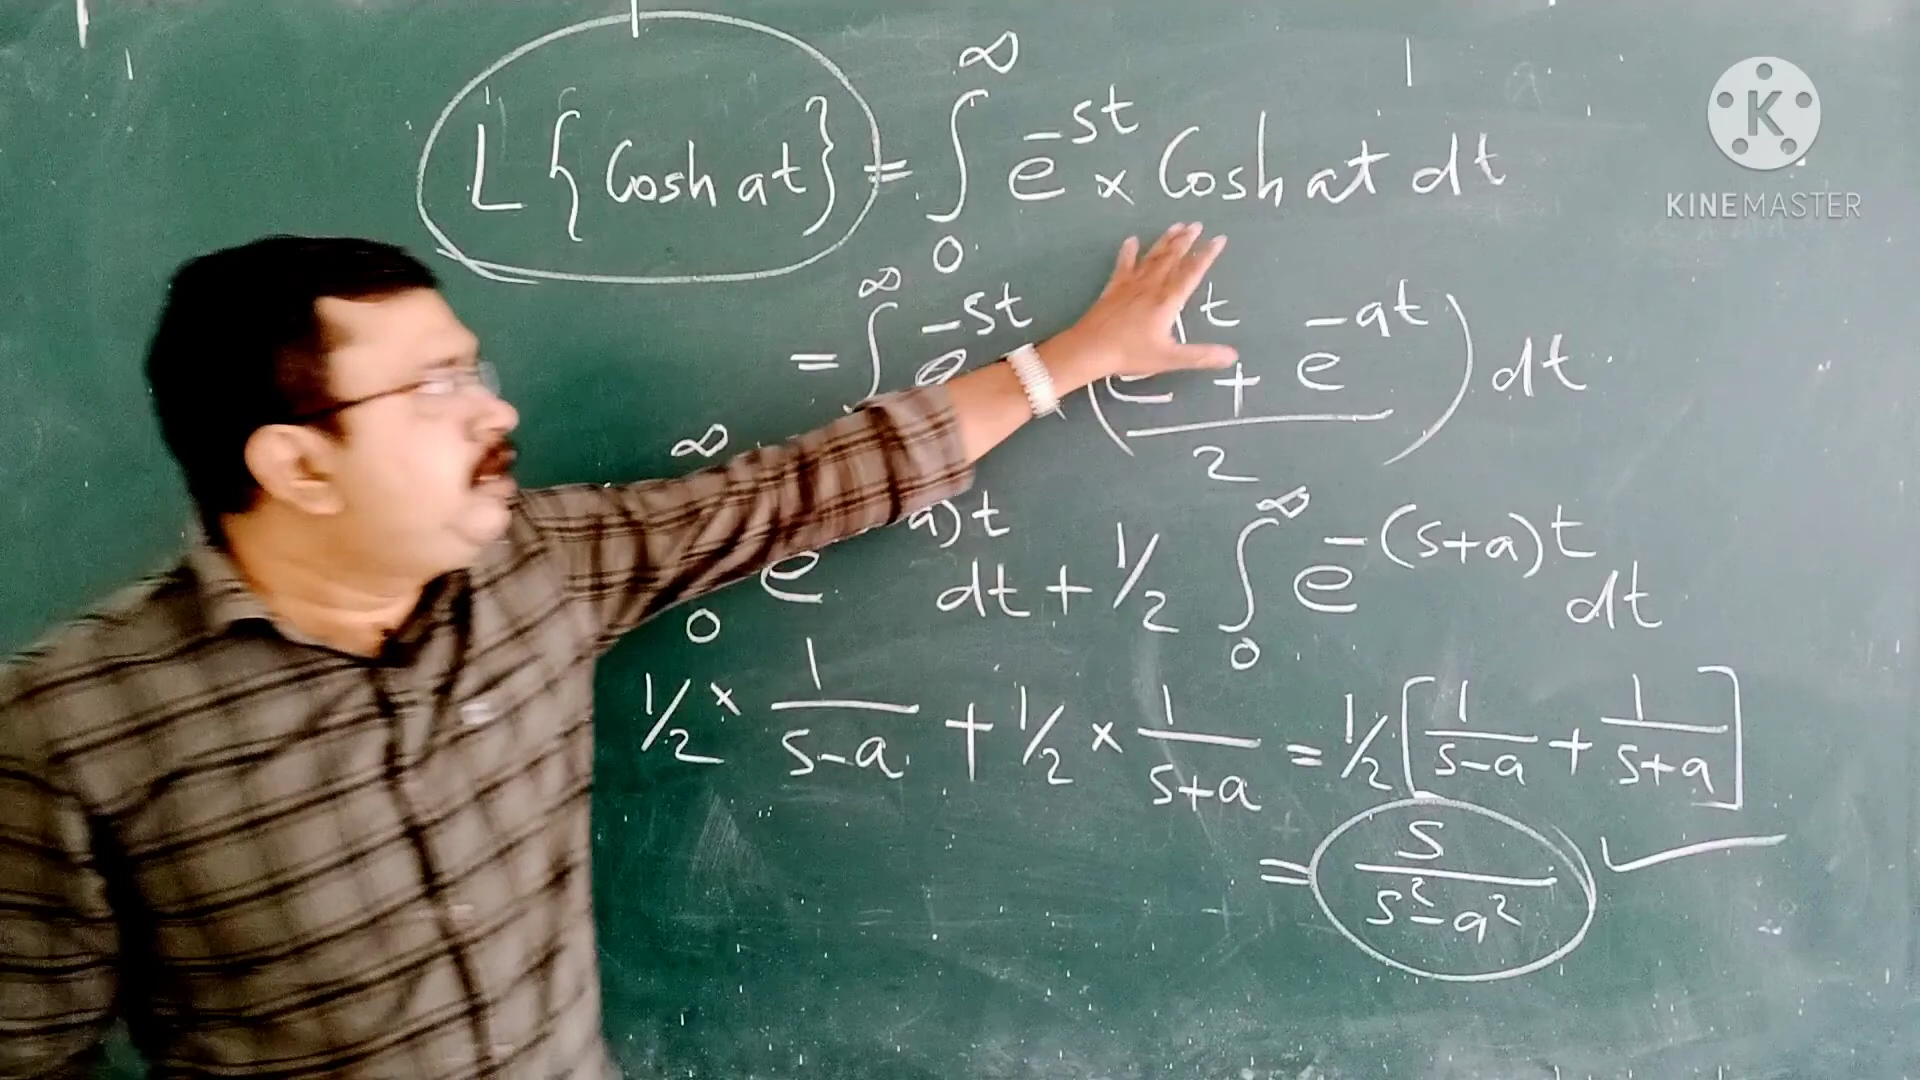 L{Cosh at} = ∫₀^∞ e^-st × Cosh at dt
= ∫^∞ e^-st (e^t + e^-at / 2) dt
∞ 0 e^a)t dt + 1/2 ∫₀^∞ e^-(s+a)t dt
1/2 × 1/s-a + 1/2 × 1/s+a = 1/2 [1/s-a + 1/s+a]
= s/s²-a²
K
KINEMASTER